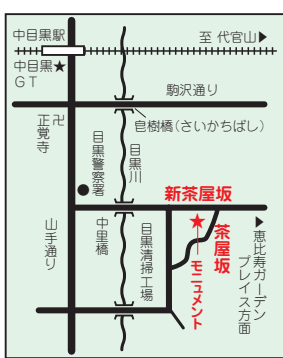 中目黒駅
至 代官山▶
中目黒★
GT
駒沢通り
皀樹橋(さいかちばし)
卍
正覚寺
目黒警察署
目黒川
新茶屋坂
★
モニュメント
茶屋坂
▶恵比寿ガーデン
プレイス方面
山手通り
中里橋
目黒清掃工場